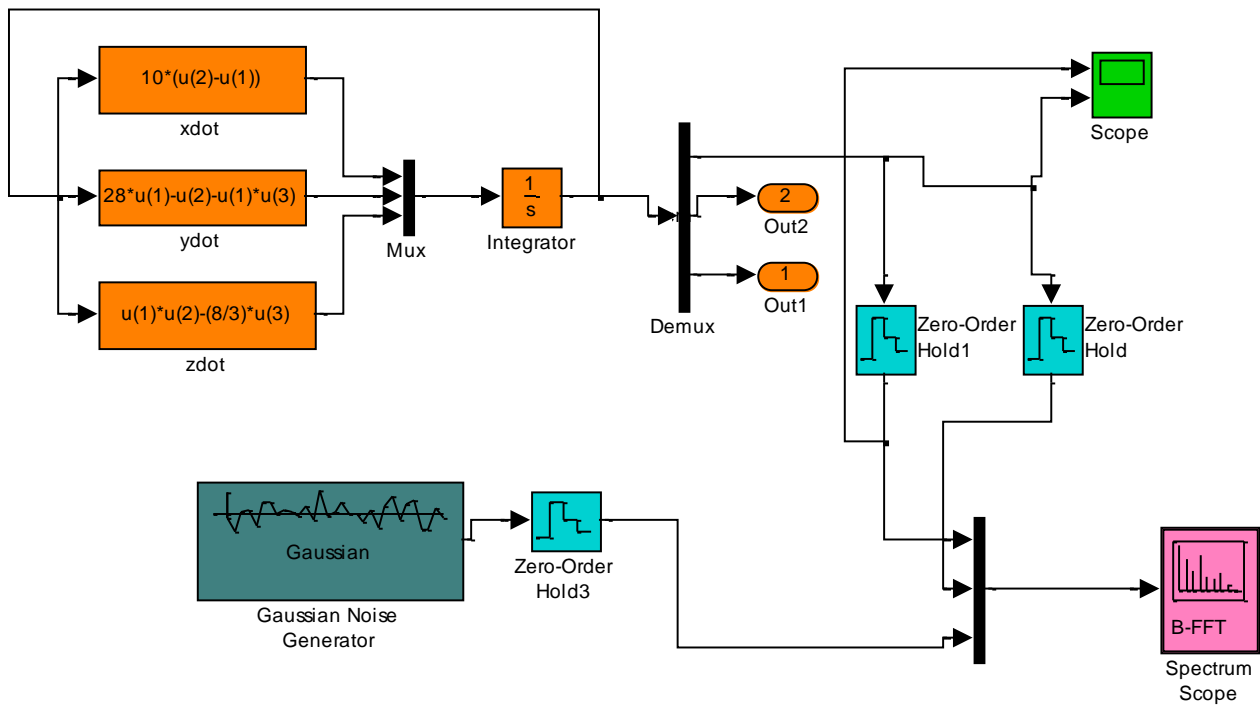 10*(u(2)-u(1))
xdot
28*u(1)-u(2)-u(1)*u(3)
ydot
u(1)*u(2)-(8/3)*u(3)
zdot
Mux
1
s
Integrator
Demux
2
Out2
1
Out1
Scope
Zero-Order
Hold1
Zero-Order
Hold
Gaussian
Gaussian Noise
Generator
Zero-Order
Hold3
B-FFT
Spectrum
Scope